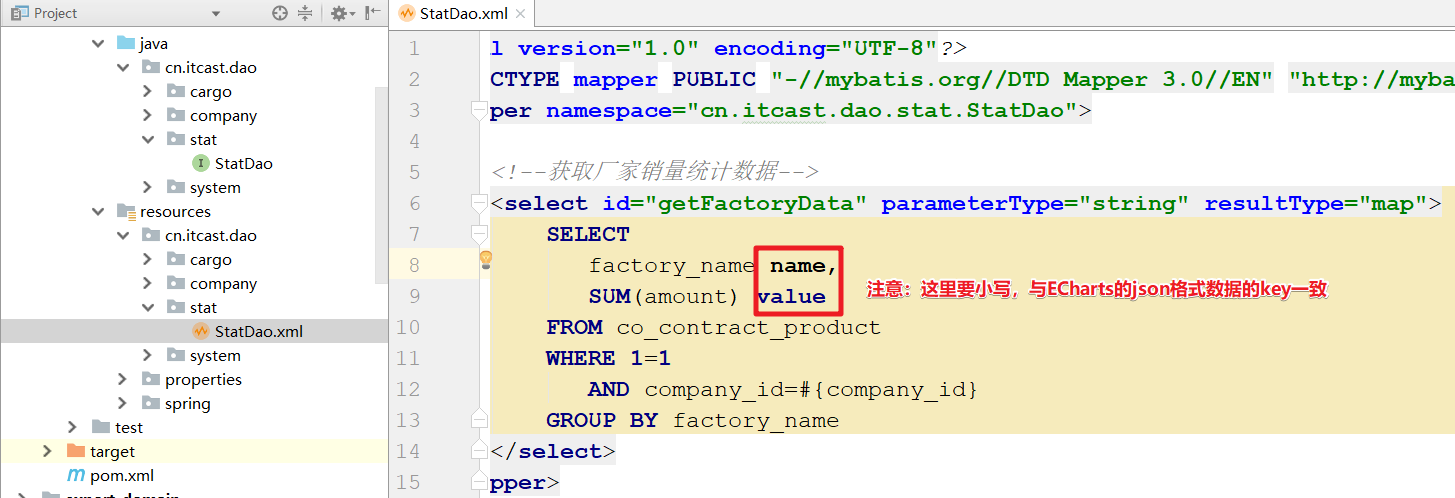 Project
java
cn.itcast.dao
cargo
company
stat
StatDao
system
resources
cn.itcast.dao
cargo
company
stat
StatDao.xml
system
properties
spring
test
target
pom.xml
StatDao.xml
1 l version="1.0" encoding="UTF-8"?>
2 CTYPE mapper PUBLIC "-//mybatis.org//DTD Mapper 3.0//EN" "http://myba
3 per namespace="cn.itcast.dao.stat.StatDao">
4
5 <!--获取厂家销量统计数据-->
6 <select id="getFactoryData" parameterType="string" resultType="map">
7 SELECT
8 factory_name name,
9 SUM(amount) value
注意：这里要小写，与ECharts的json格式数据的key一致
10 FROM co_contract_product
11 WHERE 1=1
12 AND company_id=#{company_id}
13 GROUP BY factory_name
14 </select>
15 pper>